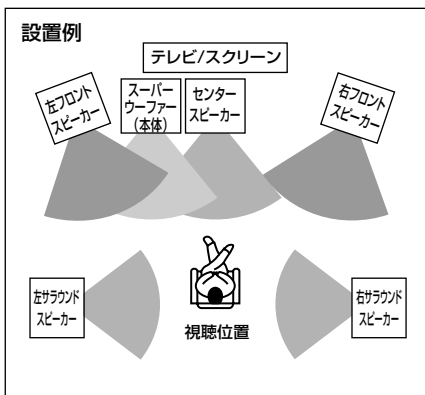 設置例
テレビ/スクリーン
左フロント
スピーカー
スーパー
ウーファー
(本体)
センター
スピーカー
右フロント
スピーカー
左サラウンド
スピーカー
視聴位置
右サラウンド
スピーカー